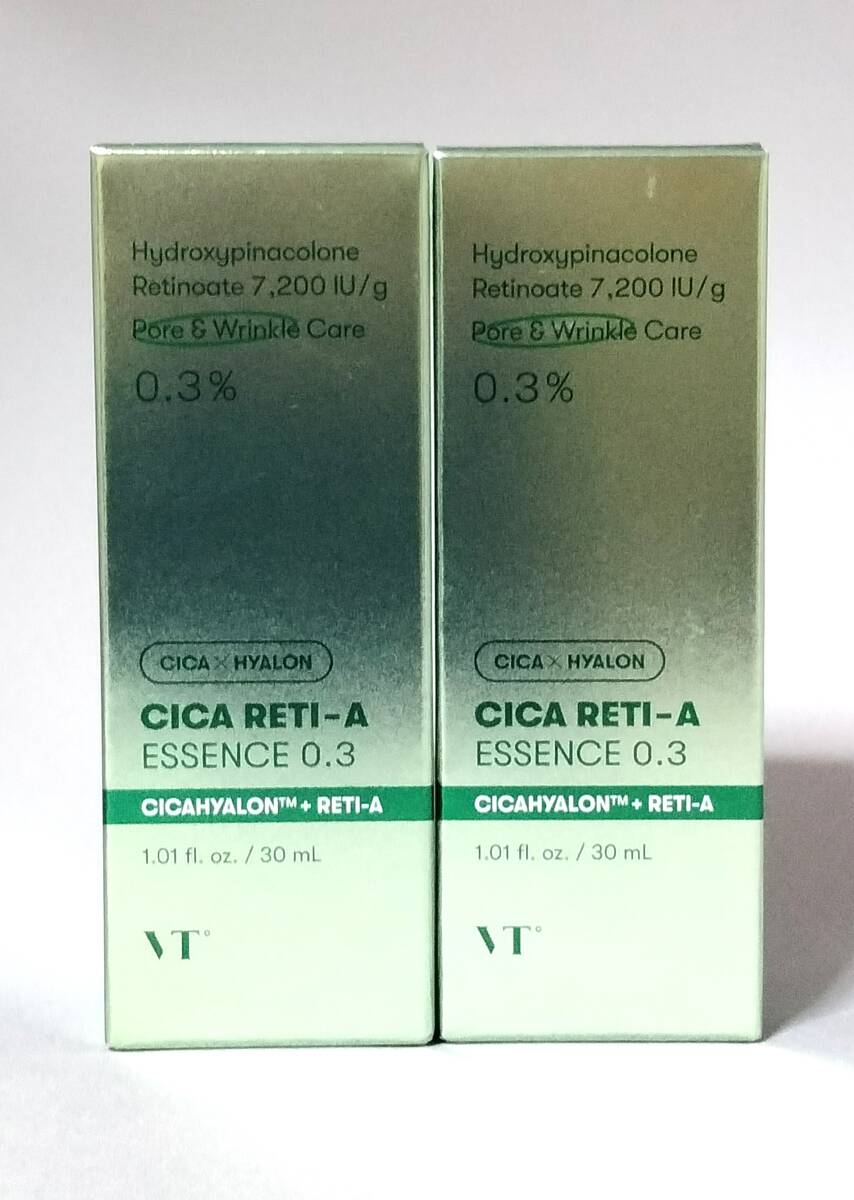 Hydroxypinacolone
Retinoate 7,200 IU/g
Pore & Wrinkle Care
0.3%
CICA X HYALON
CICA RETI-A
ESSENCE 0.3
CICAHYALON™ + RETI-A
1.01 fl. oz. / 30 mL
VT°
Hydroxypinacolone
Retinoate 7,200 IU/g
Pore & Wrinkle Care
0.3%
CICA X HYALON
CICA RETI-A
ESSENCE 0.3
CICAHYALON™ + RETI-A
1.01 fl. oz. / 30 mL
VT°